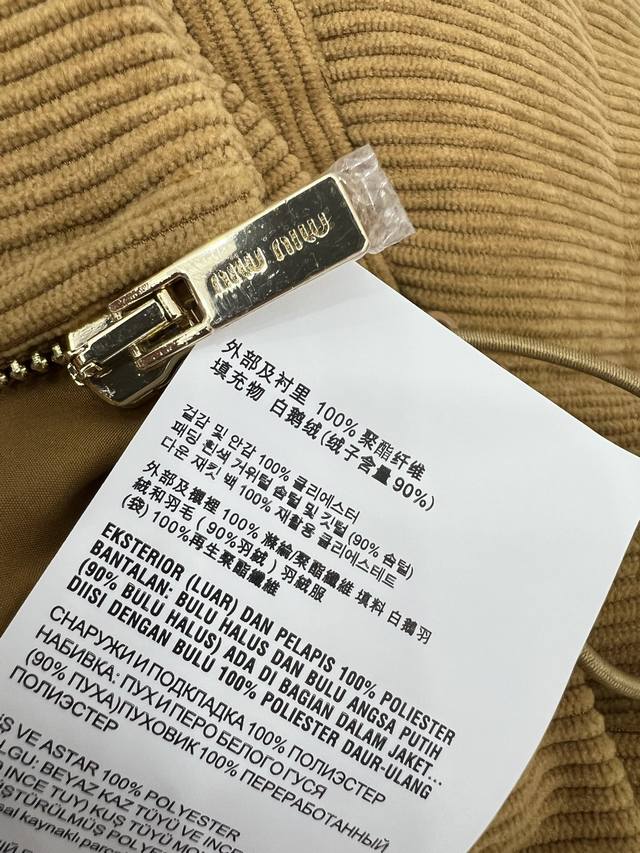 miu miu
外部及衬里 100% 聚酯纤维
填充物 白鹅绒(绒子含量 90%)
겉감 및 안감 100% 폴리에스터
패딩 흰색 거위털 솜털 및 깃털 (90% 솜털)
다운 재킷 백 100% 재활용 폴리에스테르
外部及襯裡 100% 滌綸/聚酯纖維 填料 白鵝羽
絨和羽毛 (90%羽絨) 羽絨服
(袋) 100%再生聚酯纖維
EKSTERIOR (LUAR) DAN PELAPIS 100% POLIESTER
BANTALAN: BULU HALUS DAN BULU ANGSA PUTIH
(90% BULU HALUS) ADA DI BAGIAN DALAM JAKET...
DIISI DENGAN BULU 100% POLIESTER DAUR-ULANG
СНАРУЖИ И ПОДКЛАДКА 100% ПОЛИЭСТЕР
НАБИВКА: ПУХ И ПЕРО БЕЛОГО ГУСЯ
(90% ПУХА)ПУХОВИК 100% ПЕРЕРАБОТАННЫЙ
ПОЛИЭСТЕР
VE ASTAR 100% POLYESTER
BEYAZ KAZ TÜYÜ VE İNCE
INCE TUY) KUŞ TÜYÜ
POLYES
kaynaklı